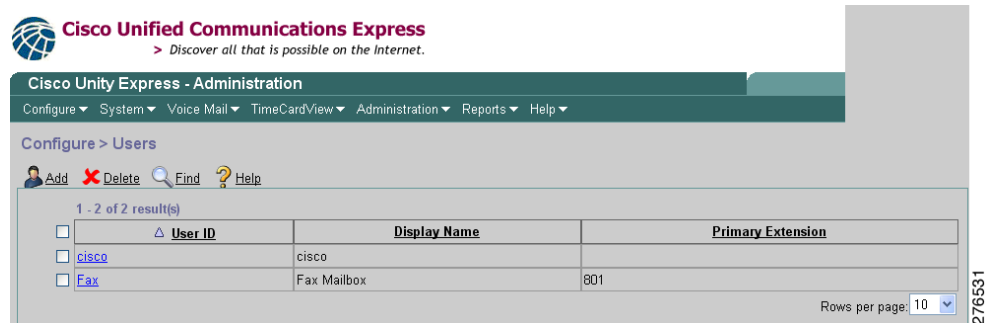 Cisco Unified Communications Express
> Discover all that is possible on the Internet.
Cisco Unity Express - Administration
Configure System Voice Mail TimeCardView Administration Reports Help
Configure > Users
Add Delete Find Help
1 - 2 of 2 result(s)
User ID Display Name Primary Extension
cisco cisco
Fax Fax Mailbox 801
Rows per page: 10
276531